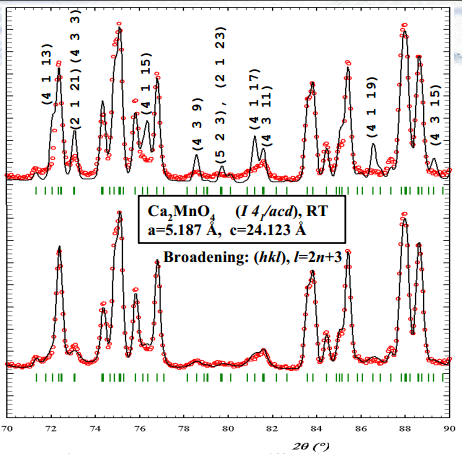 (4 1 13)
(2 1 21) (4 3 3)
(4 1 15)
(4 3 9)
(5 2 3), (2 1 23)
(4 1 17)
(4 3 11)
(4 1 19)
(4 3 15)
Ca₂MnO₄ (I 4₁/acd), RT
a=5.187 Å, c=24.123 Å
Broadening: (hkl), l=2n+3
70 72 74 76 78 80 82 84 86 88 90
2θ (°)